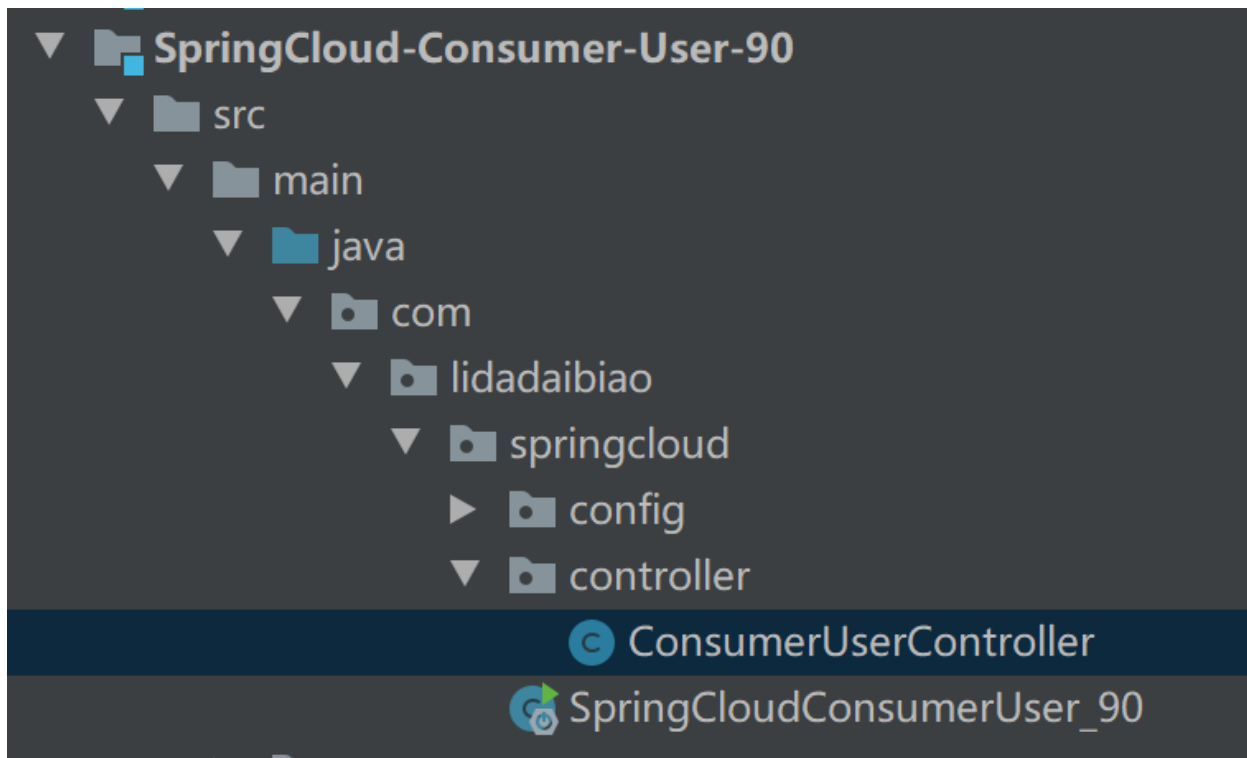 SpringCloud-Consumer-User-90
src
main
java
com
lidadaibiao
springcloud
config
controller
C ConsumerUserController
C SpringCloudConsumerUser_90